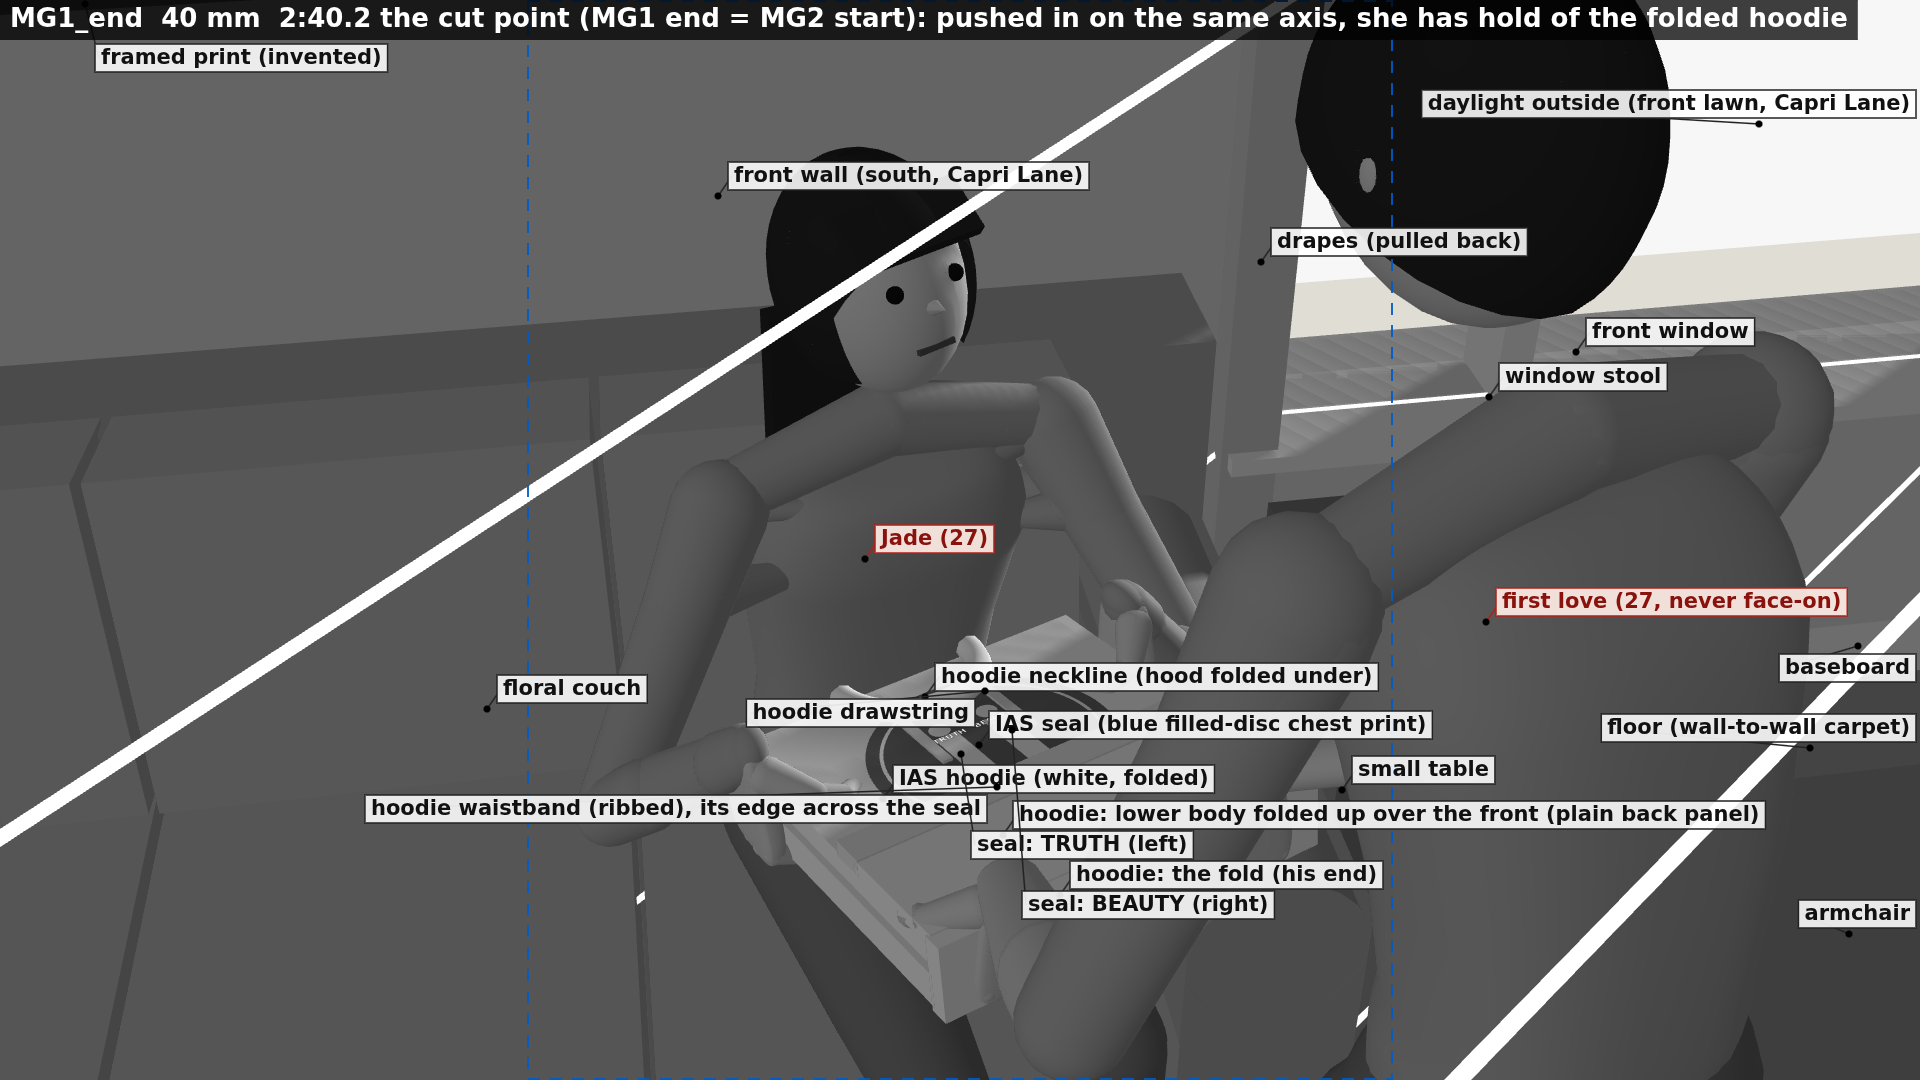 MG1_end 40 mm 2:40.2 the cut point (MG1 end = MG2 start): pushed in on the same axis, she has hold of the folded hoodie
framed print (invented)
daylight outside (front lawn, Capri Lane)
front wall (south, Capri Lane)
drapes (pulled back)
front window
window stool
Jade (27)
first love (27, never face-on)
baseboard
hoodie neckline (hood folded under)
floral couch
hoodie drawstring
IAS seal (blue filled-disc chest print)
floor (wall-to-wall carpet)
TRUTH
small table
IAS hoodie (white, folded)
hoodie waistband (ribbed), its edge across the seal
hoodie: lower body folded up over the front (plain back panel)
seal: TRUTH (left)
hoodie: the fold (his end)
seal: BEAUTY (right)
armchair